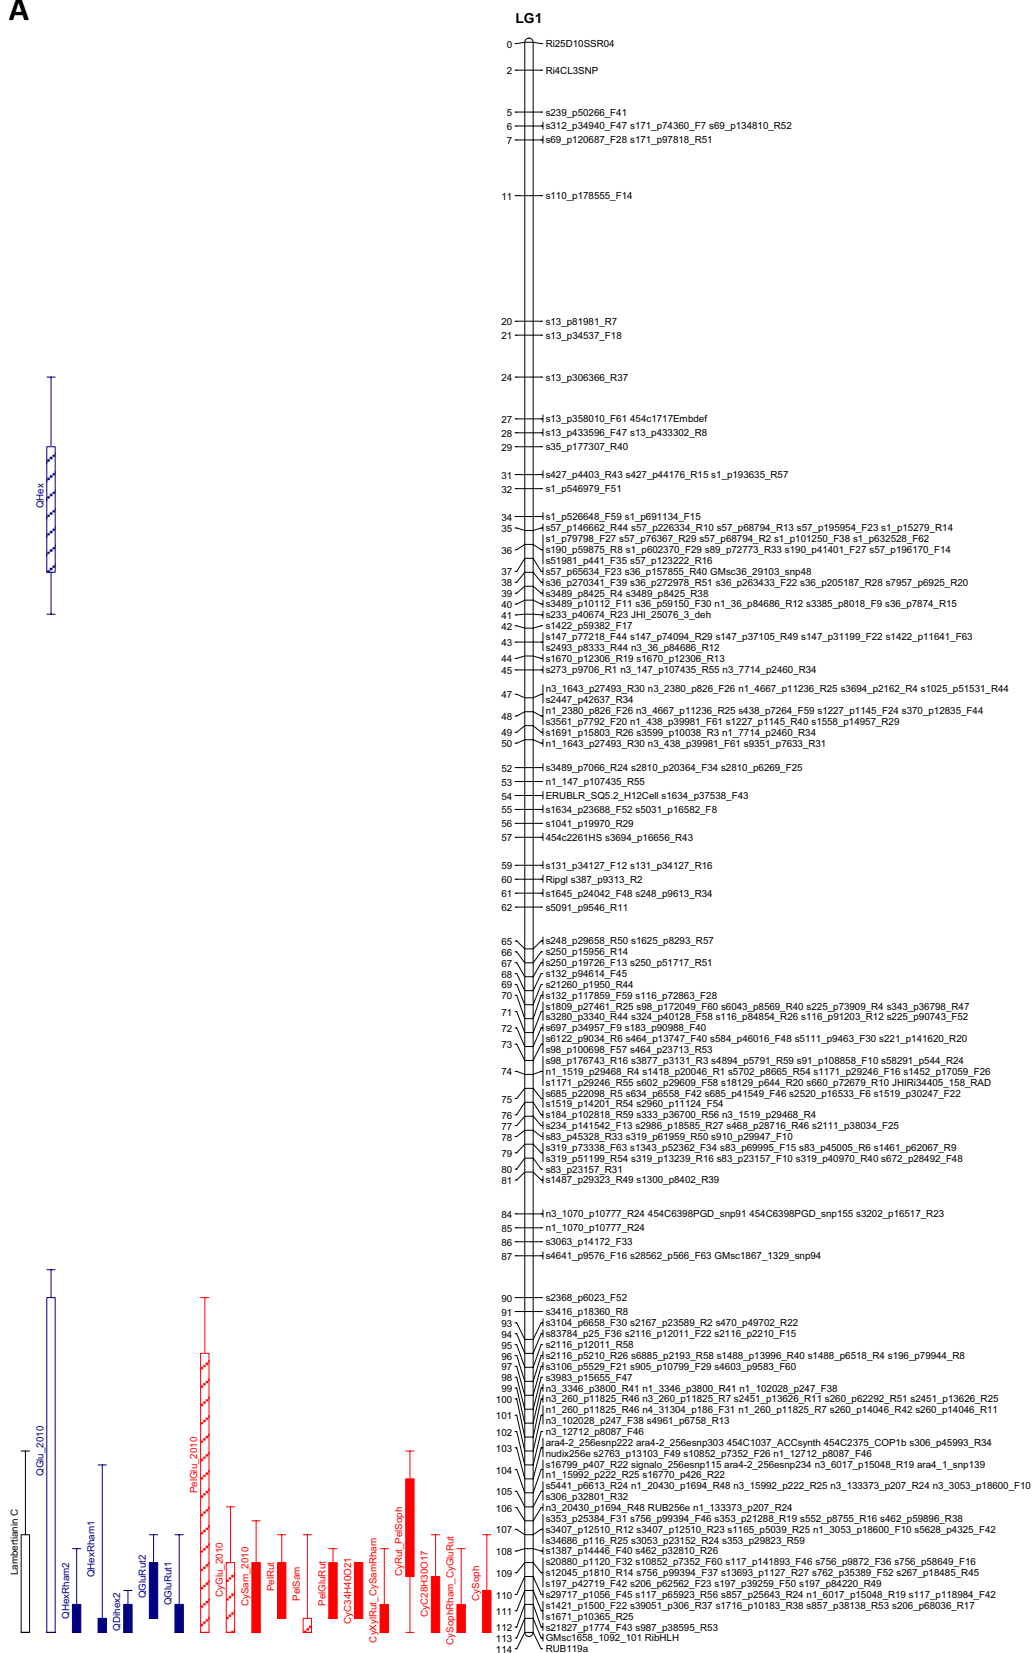 A
LG1
0 Ri25D10SSR04
2 Ri4CL3SNP
5 s239_p50266_F41
6 s312_p34940_F47 s171_p74360_F7 s69_p134810_R52
7 s69_p120687_F28 s171_p97818_R51
11 s110_p178555_F14
20 s13_p81981_R7
21 s13_p34537_F18
24 s13_p306366_R37
27 s13_p358010_F61 454c1717Embdef
28 s13_p433596_F47 s13_p433302_R8
29 s35_p177307_R40
31 s427_p4403_R43 s427_p44176_R15 s1_p193635_R57
32 s1_p546979_F51
34 s1_p526648_F59 s1_p691134_F15
35 s57_p146662_R44 s57_p226334_R10 s57_p68794_R13 s57_p195954_F23 s1_p15279_R14
s1_p79798_F27 s57_p76367_R29 s57_p68794_R2 s1_p101250_F38 s1_p632528_F62
36 s190_p59875_R8 s1_p602370_F29 s89_p72773_R33 s190_p41401_F27 s57_p196170_F14
s51981_p441_F35 s57_p123222_R16
37 s57_p65634_F23 s36_p157855_R40 GMsc36_29103_snp48
38 s36_p270341_F39 s36_p272978_R51 s36_p263433_F22 s36_p205187_R28 s7957_p6925_R20
39 s3489_p8425_R4 s3489_p8425_R38
40 s3489_p10112_F11 s36_p59150_F30 n1_36_p84686_R12 s3385_p8018_F9 s36_p7874_R15
41 s233_p40674_R23 JHI_25076_3_deh
42 s1422_p59382_F17
43 s147_p77218_F44 s147_p74094_R29 s147_p37105_R49 s147_p31199_F22 s1422_p11641_F63
s2493_p8333_R44 n3_36_p84686_R12
44 s1670_p12306_R19 s1670_p12306_R13
45 s273_p9706_R1 n3_147_p107435_R55 n3_7714_p2460_R34
47 n3_1643_p27493_R30 n3_2380_p826_F26 n1_4667_p11236_R25 s3694_p2162_R4 s1025_p51531_R44
s2447_p42637_R34
48 n1_2380_p826_F26 n3_4667_p11236_R25 s438_p7264_F59 s1227_p1145_F24 s370_p12835_F44
s3561_p7792_F20 n1_438_p39981_F61 s1227_p1145_R40 s1558_p14957_R29
49 s1691_p15803_R26 s3599_p10038_R3 n1_7714_p2460_R34
50 n1_1643_p27493_R30 n3_438_p39981_F61 s9351_p7633_R31
52 s3489_p7066_R24 s2810_p20364_F34 s2810_p6269_F25
53 n1_147_p107435_R55
54 ERUBLR_SQ5.2_H12Cell s1634_p37538_F43
55 s1634_p23688_F52 s5031_p16582_F8
56 s1041_p19970_R29
57 454c2261HS s3694_p16656_R43
59 s131_p34127_F12 s131_p34127_R16
60 Ripgl s387_p9313_R2
61 s1645_p24042_F48 s248_p9613_R34
62 s5091_p9546_R11
65 s248_p29658_R50 s1625_p8293_R57
66 s250_p15956_R14
67 s250_p19726_F13 s250_p51717_R51
68 s132_p94614_F45
69 s21260_p1950_R44
70 s132_p117859_F59 s116_p72863_F28
71 s1809_p27461_R25 s98_p172049_F60 s6043_p8569_R40 s225_p73909_R4 s343_p36798_R47
s3280_p3340_R44 s324_p40128_F58 s116_p84854_R26 s116_p91203_R12 s225_p90743_F52
72 s697_p34957_F9 s183_p90988_F40
73 s6122_p9034_R6 s464_p13747_F40 s584_p46016_F48 s5111_p9463_F30 s221_p141620_R20
s98_p100698_F57 s464_p23713_R53
s98_p176743_R16 s3877_p3131_R3 s4894_p5791_R59 s91_p108858_F10 s58291_p544_R24
74 n1_1519_p29468_R4 s1418_p20046_R1 s5702_p8665_R54 s1171_p29246_F16 s1452_p17059_F26
s1171_p29246_R55 s602_p29609_F58 s18129_p644_R20 s660_p72679_R10 JHIRi34405_158_RAD
75 s685_p22098_R5 s634_p6558_F42 s685_p41549_F46 s2520_p16533_F6 s1519_p30247_F22
s1519_p14201_R54 s2960_p11124_F54
76 s184_p102818_R59 s333_p36700_R56 n3_1519_p29468_R4
77 s234_p141542_F13 s2986_p18585_R27 s468_p28716_R46 s2111_p38034_F25
78 s83_p45328_R33 s319_p61959_R50 s910_p29947_F10
79 s319_p73338_F63 s1343_p52362_F34 s83_p69995_F15 s83_p45005_R6 s1461_p62067_R9
s319_p51199_R54 s319_p13239_R16 s83_p23157_F10 s319_p40970_R40 s672_p28492_F48
80 s83_p23157_R31
81 s1487_p29323_R49 s1300_p8402_R39
84 n3_1070_p10777_R24 454C6398PGD_snp91 454C6398PGD_snp155 s3202_p16517_R23
85 n1_1070_p10777_R24
86 s3063_p14172_F33
87 s4641_p9576_F16 s28562_p566_F63 GMsc1867_1329_snp94
90 s2368_p6023_F52
91 s3416_p18360_R8
93 s3104_p6658_F30 s2167_p23589_R2 s470_p49702_R22
94 s83784_p25_F36 s2116_p12011_F22 s2116_p2210_F15
95 s2116_p12011_R58
96 s2116_p5210_R26 s6885_p2193_R58 s1488_p13996_R40 s1488_p6518_R4 s196_p79944_R8
97 s3106_p5529_F21 s905_p10799_F29 s4603_p9583_F60
98 s3983_p15655_F47
99 n3_3346_p3800_R41 n1_3346_p3800_R41 n1_102028_p247_F38
100 n3_260_p11825_R46 n3_260_p11825_R7 s2451_p13626_R11 s260_p62292_R51 s2451_p13626_R25
101 n1_260_p11825_R46 n4_31304_p186_F31 n1_260_p11825_R7 s260_p14046_R42 s260_p14046_R11
n3_102028_p247_F38 s4961_p6758_R13
102 n3_12712_p8087_F46
103 ara4-2_256esnp222 ara4-2_256esnp303 454C1037_ACCsynth 454C2375_COP1b s306_p45993_R34
nudix256e s2763_p13103_F49 s10852_p7352_F26 n1_12712_p8087_F46
104 s16799_p407_R22 signalo_256esnp115 ara4-2_256esnp234 n3_6017_p15048_R19 ara4_1_snp139
n1_15992_p222_R25 s16770_p426_R22
105 s5441_p6613_R24 n1_20430_p1694_R48 n3_15992_p222_R25 n3_133373_p207_R24 n3_3053_p18600_F10
s306_p32801_R32
106 n3_20430_p1694_R48 RUB256e n1_133373_p207_R24
107 s353_p25384_F31 s756_p99394_F46 s353_p21288_R19 s552_p8755_R16 s462_p59896_R38
s3407_p12510_R12 s3407_p12510_R23 s1165_p5039_R25 n1_3053_p18600_F10 s5628_p4325_F42
s34686_p116_R25 s3053_p23152_R24 s353_p29823_R59
108 s1387_p14446_F40 s462_p32810_R26
109 s20880_p1120_F32 s10852_p7352_F60 s117_p141893_F46 s756_p9872_F36 s756_p58649_F16
s12045_p1810_R14 s756_p99394_F37 s13693_p1127_R27 s762_p35389_F52 s267_p18485_R45
s197_p42719_F42 s206_p62562_F23 s197_p39259_F50 s197_p84220_R49
110 s29717_p1056_F45 s117_p65923_R56 s857_p25643_R24 n1_6017_p15048_R19 s117_p118984_F42
111 s1421_p1500_F22 s39051_p306_R37 s1716_p10183_R38 s857_p38138_R53 s206_p68036_R17
s1671_p10365_R25
112 s21827_p1774_F43 s987_p38595_R53
113 GMsc1658_1092_101 RibHLH
114 RUB119a
QHex
Lambertianin C
QGlu_2010
QHexRham2
QHexRham1
QDihex2
QGluRut2
QGluRut1
PelGlu_2010
CyGlu_2010
CySam_2010
PelRut
PelSam
PelGluRut
CyC34H40O21
CyXylRut_CySamRham
CyRut_PelSoph
CyC28H30O17
CySophRham_CyGluRut
CySoph